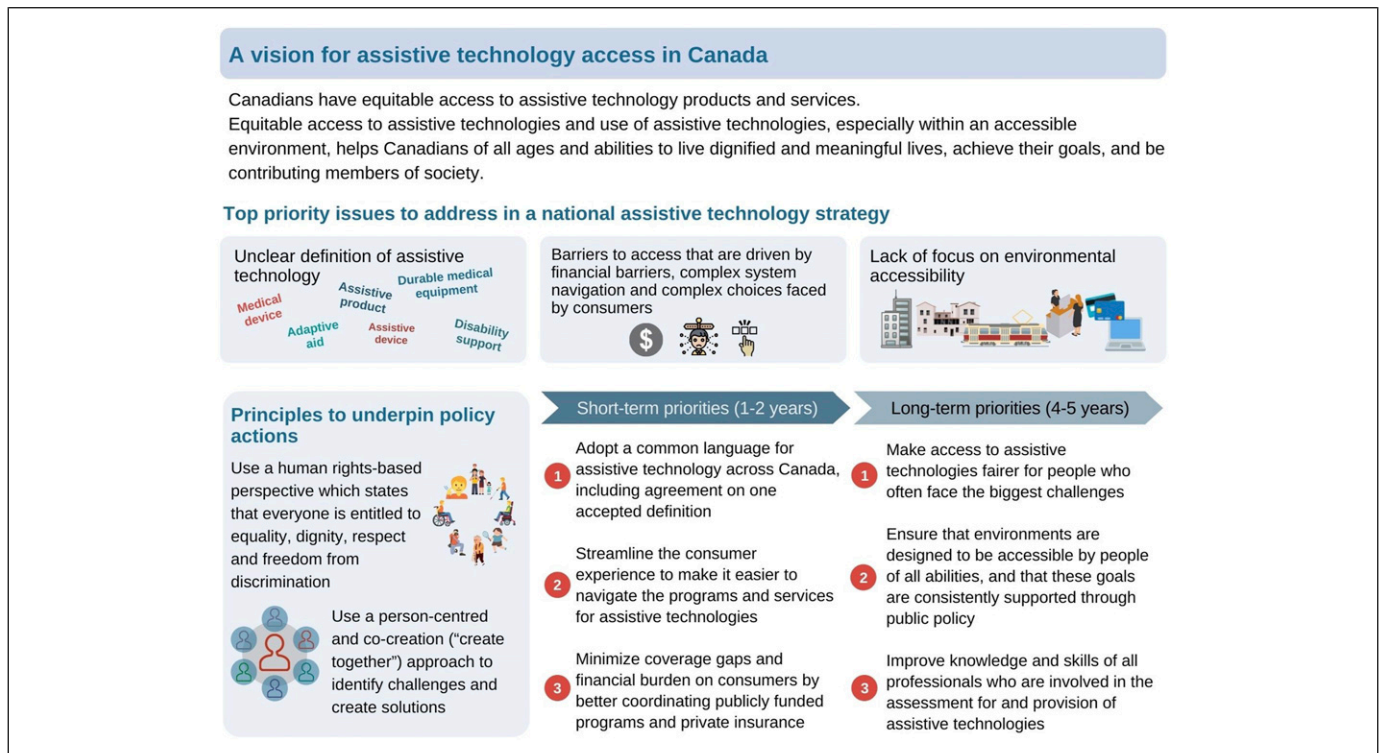 A vision for assistive technology access in Canada
Canadians have equitable access to assistive technology products and services.
Equitable access to assistive technologies and use of assistive technologies, especially within an accessible
environment, helps Canadians of all ages and abilities to live dignified and meaningful lives, achieve their goals, and be
contributing members of society.
Top priority issues to address in a national assistive technology strategy
Unclear definition of assistive
technology
Medical
device
Assistive
product
Durable medical
equipment
Adaptive
aid
Assistive
device
Disability
support
Barriers to access that are driven by
financial barriers, complex system
navigation and complex choices faced
by consumers
$
Lack of focus on environmental
accessibility
Principles to underpin policy
actions
Use a human rights-based
perspective which states
that everyone is entitled to
equality, dignity, respect
and freedom from
discrimination
Use a person-centred
and co-creation (“create
together”) approach to
identify challenges and
create solutions
Short-term priorities (1-2 years)
1
Adopt a common language for
assistive technology across Canada,
including agreement on one
accepted definition
2
Streamline the consumer
experience to make it easier to
navigate the programs and services
for assistive technologies
3
Minimize coverage gaps and
financial burden on consumers by
better coordinating publicly funded
programs and private insurance
Long-term priorities (4-5 years)
1
Make access to assistive
technologies fairer for people who
often face the biggest challenges
2
Ensure that environments are
designed to be accessible by people
of all abilities, and that these goals
are consistently supported through
public policy
3
Improve knowledge and skills of all
professionals who are involved in the
assessment for and provision of
assistive technologies